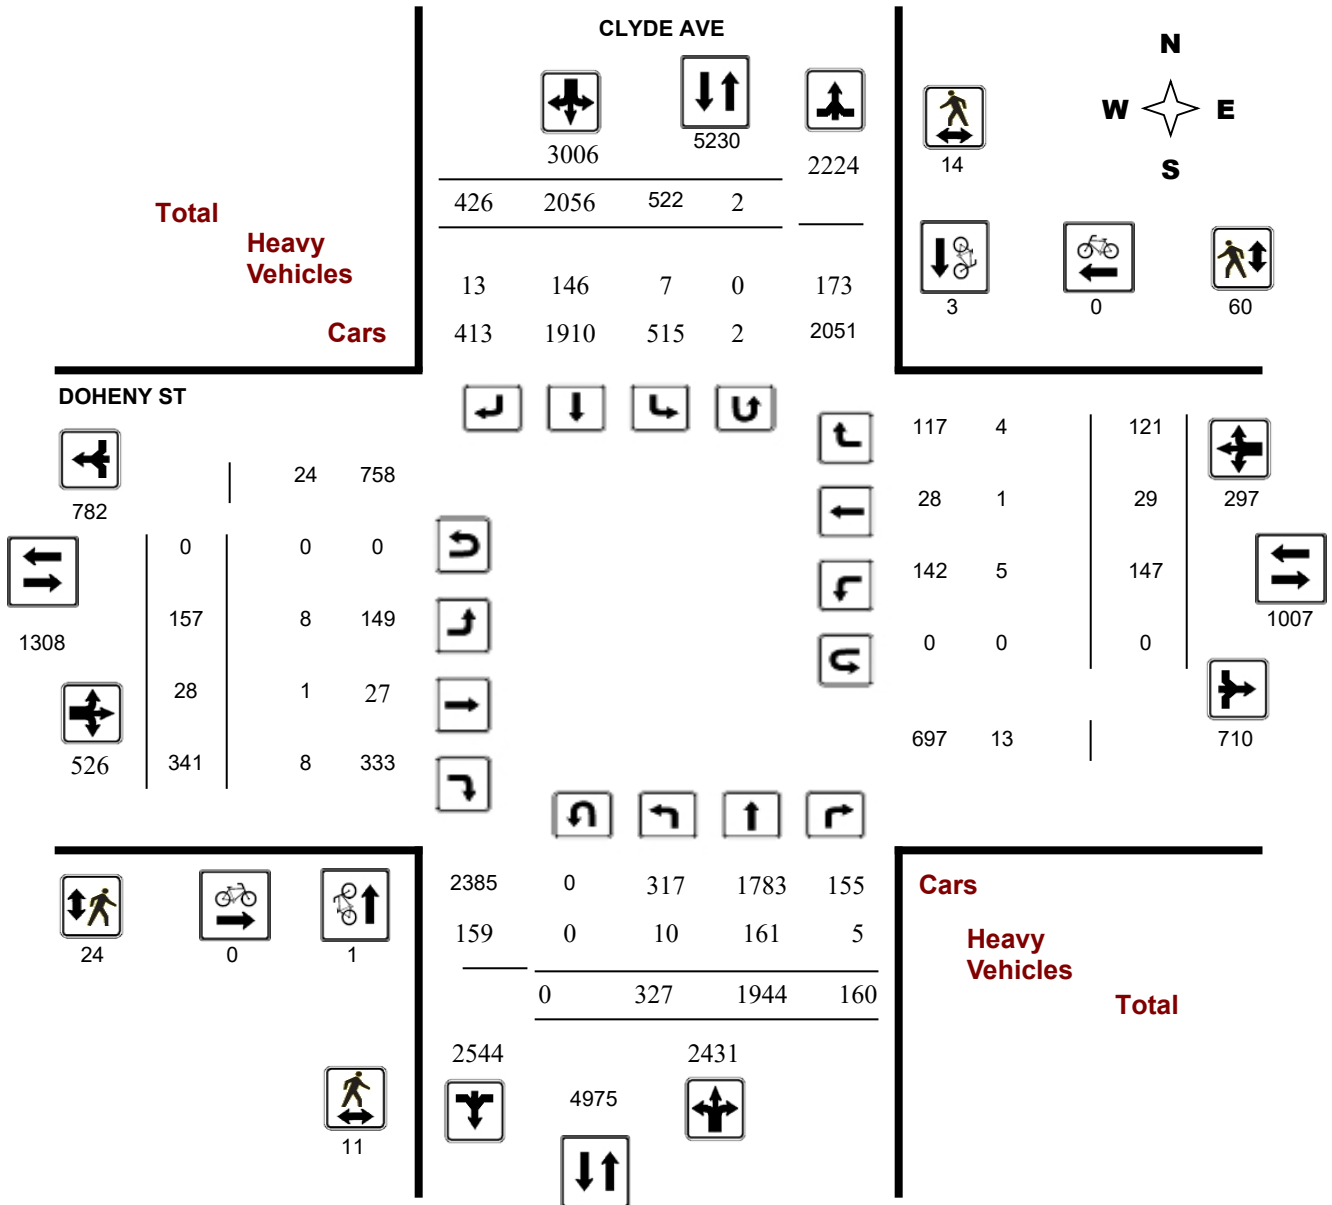 CLYDE AVE
N
W E
S
3006 5230 2224 14
426 2056 522 2
Total
Heavy
Vehicles
13 146 7 0 173
3 0 60
Cars 413 1910 515 2 2051
DOHENY ST
117 4 121
24 758
782
28 1 29 297
0 0 0
142 5 147
1308
157 8 149
1007
0 0 0
28 1 27
697 13 710
526 341 8 333
2385 0 317 1783 155 Cars
159 0 10 161 5 Heavy
Vehicles
24 0 1
0 327 1944 160 Total
2544 2431
4975
11